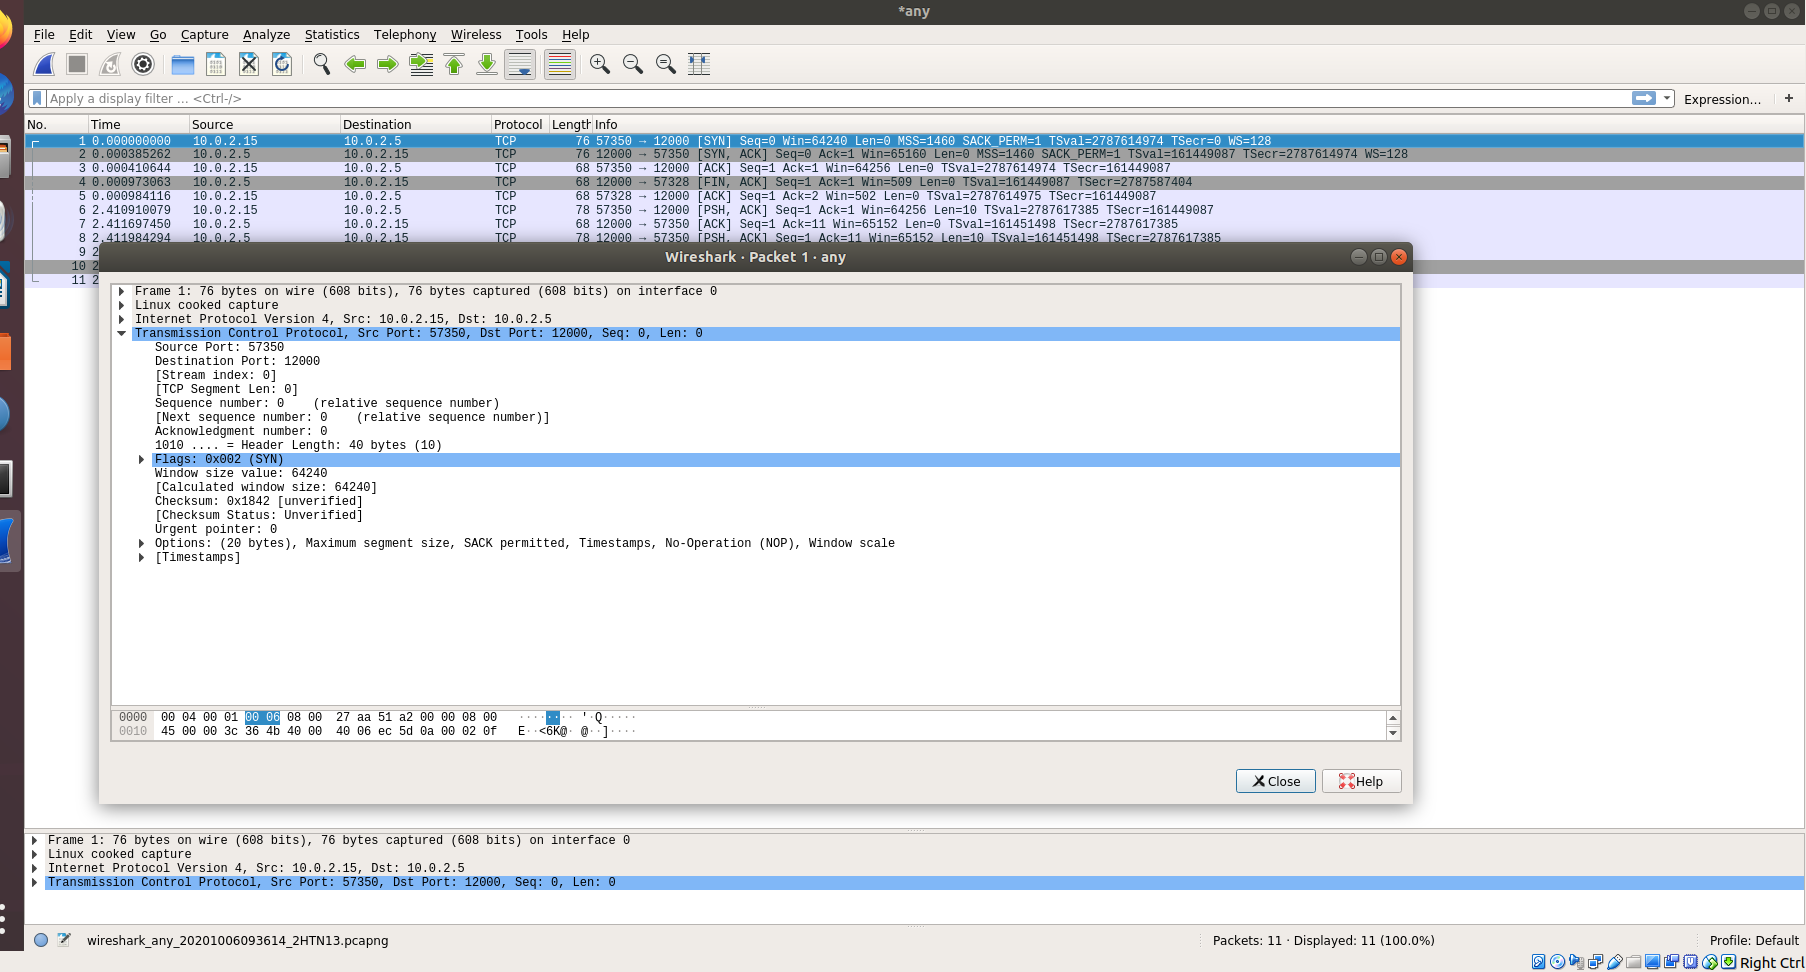 *any
File Edit View Go Capture Analyze Statistics Telephony Wireless Tools Help
Apply a display filter ... <Ctrl-/> Expression... +
No. Time Source Destination Protocol Length Info
1 0.000000000 10.0.2.15 10.0.2.5 TCP 76 57350 → 12000 [SYN] Seq=0 Win=64240 Len=0 MSS=1460 SACK_PERM=1 TSval=2787614974 TSecr=0 WS=128
2 0.000385262 10.0.2.5 10.0.2.15 TCP 76 12000 → 57350 [SYN, ACK] Seq=0 Ack=1 Win=65160 Len=0 MSS=1460 SACK_PERM=1 TSval=161449087 TSecr=2787614974 WS=128
3 0.000410644 10.0.2.15 10.0.2.5 TCP 68 57350 → 12000 [ACK] Seq=1 Ack=1 Win=64256 Len=0 TSval=2787614974 TSecr=161449087
4 0.000973063 10.0.2.5 10.0.2.15 TCP 68 12000 → 57328 [FIN, ACK] Seq=1 Ack=1 Win=509 Len=0 TSval=161449087 TSecr=2787587404
5 0.000984116 10.0.2.15 10.0.2.5 TCP 68 57328 → 12000 [ACK] Seq=1 Ack=2 Win=502 Len=0 TSval=2787614975 TSecr=161449087
6 2.410910079 10.0.2.15 10.0.2.5 TCP 78 57350 → 12000 [PSH, ACK] Seq=1 Ack=1 Win=64256 Len=10 TSval=2787617385 TSecr=161449087
7 2.411697450 10.0.2.5 10.0.2.15 TCP 68 12000 → 57350 [ACK] Seq=1 Ack=11 Win=65152 Len=0 TSval=161451498 TSecr=2787617385
8 2.411984294 10.0.2.5 10.0.2.15 TCP 78 12000 → 57350 [PSH, ACK] Seq=1 Ack=11 Win=65152 Len=10 TSval=161451498 TSecr=2787617385
9 2
10 2
11 2
Wireshark · Packet 1 · any
Frame 1: 76 bytes on wire (608 bits), 76 bytes captured (608 bits) on interface 0
Linux cooked capture
Internet Protocol Version 4, Src: 10.0.2.15, Dst: 10.0.2.5
Transmission Control Protocol, Src Port: 57350, Dst Port: 12000, Seq: 0, Len: 0
Source Port: 57350
Destination Port: 12000
[Stream index: 0]
[TCP Segment Len: 0]
Sequence number: 0 (relative sequence number)
[Next sequence number: 0 (relative sequence number)]
Acknowledgment number: 0
1010 .... = Header Length: 40 bytes (10)
Flags: 0x002 (SYN)
Window size value: 64240
[Calculated window size: 64240]
Checksum: 0x1842 [unverified]
[Checksum Status: Unverified]
Urgent pointer: 0
Options: (20 bytes), Maximum segment size, SACK permitted, Timestamps, No-Operation (NOP), Window scale
[Timestamps]
0000 00 04 00 01 00 06 08 00 27 aa 51 a2 00 00 08 00 ········ '·Q·····
0010 45 00 00 3c 36 4b 40 00 40 06 ec 5d 0a 00 02 0f E··<6K@· @··]····
Close Help
Frame 1: 76 bytes on wire (608 bits), 76 bytes captured (608 bits) on interface 0
Linux cooked capture
Internet Protocol Version 4, Src: 10.0.2.15, Dst: 10.0.2.5
Transmission Control Protocol, Src Port: 57350, Dst Port: 12000, Seq: 0, Len: 0
wireshark_any_20201006093614_2HTN13.pcapng Packets: 11 · Displayed: 11 (100.0%) Profile: Default
Right Ctrl